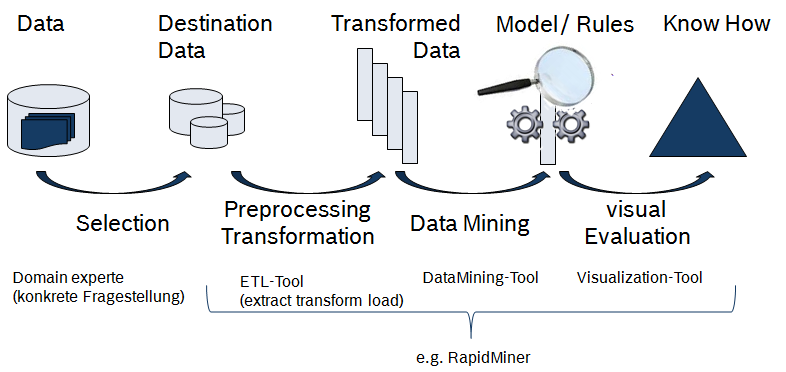 Data
Destination
Data
Transformed
Data
Model/ Rules
Know How
Selection
Preprocessing
Transformation
Data Mining
visual
Evaluation
Domain experte
(konkrete Fragestellung)
ETL-Tool
(extract transform load)
DataMining-Tool
Visualization-Tool
e.g. RapidMiner